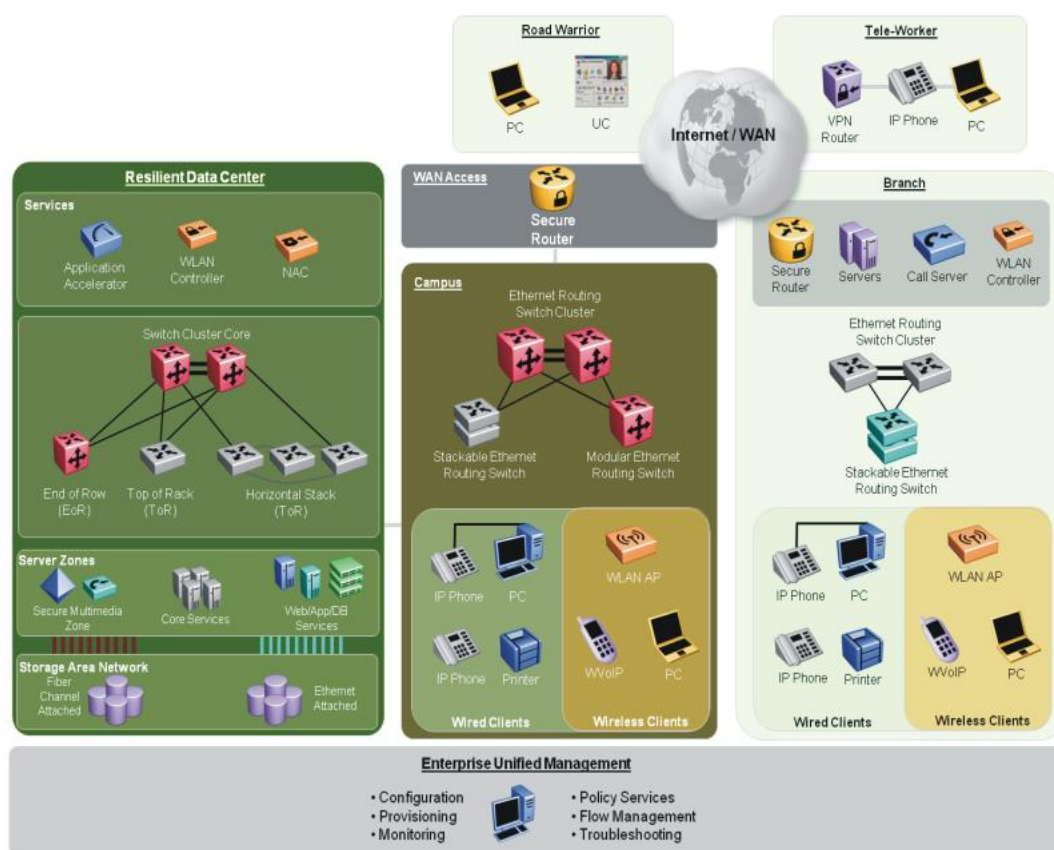 Road Warrior
PC
UC
Internet / WAN
Tele-Worker
VPN
Router
IP Phone
PC
Resilient Data Center
Services
Application
Accelerator
WLAN
Controller
NAC
Switch Cluster Core
End of Row
(EoR)
Top of Rack
(ToR)
Horizontal Stack
(ToR)
Server Zones
Secure Multimedia
Zone
Core Services
Web/App/DB
Services
Storage Area Network
Fiber
Channel
Attached
Ethernet
Attached
WAN Access
Secure
Router
Campus
Ethernet Routing
Switch Cluster
Stackable Ethernet
Routing Switch
Modular Ethernet
Routing Switch
IP Phone
PC
IP Phone
Printer
Wired Clients
WLAN AP
WVoIP
PC
Wireless Clients
Branch
Secure
Router
Servers
Call Server
WLAN
Controller
Ethernet Routing
Switch Cluster
Stackable Ethernet
Routing Switch
IP Phone
PC
IP Phone
Printer
Wired Clients
WLAN AP
WVoIP
PC
Wireless Clients
Enterprise Unified Management
• Configuration
• Provisioning
• Monitoring
• Policy Services
• Flow Management
• Troubleshooting